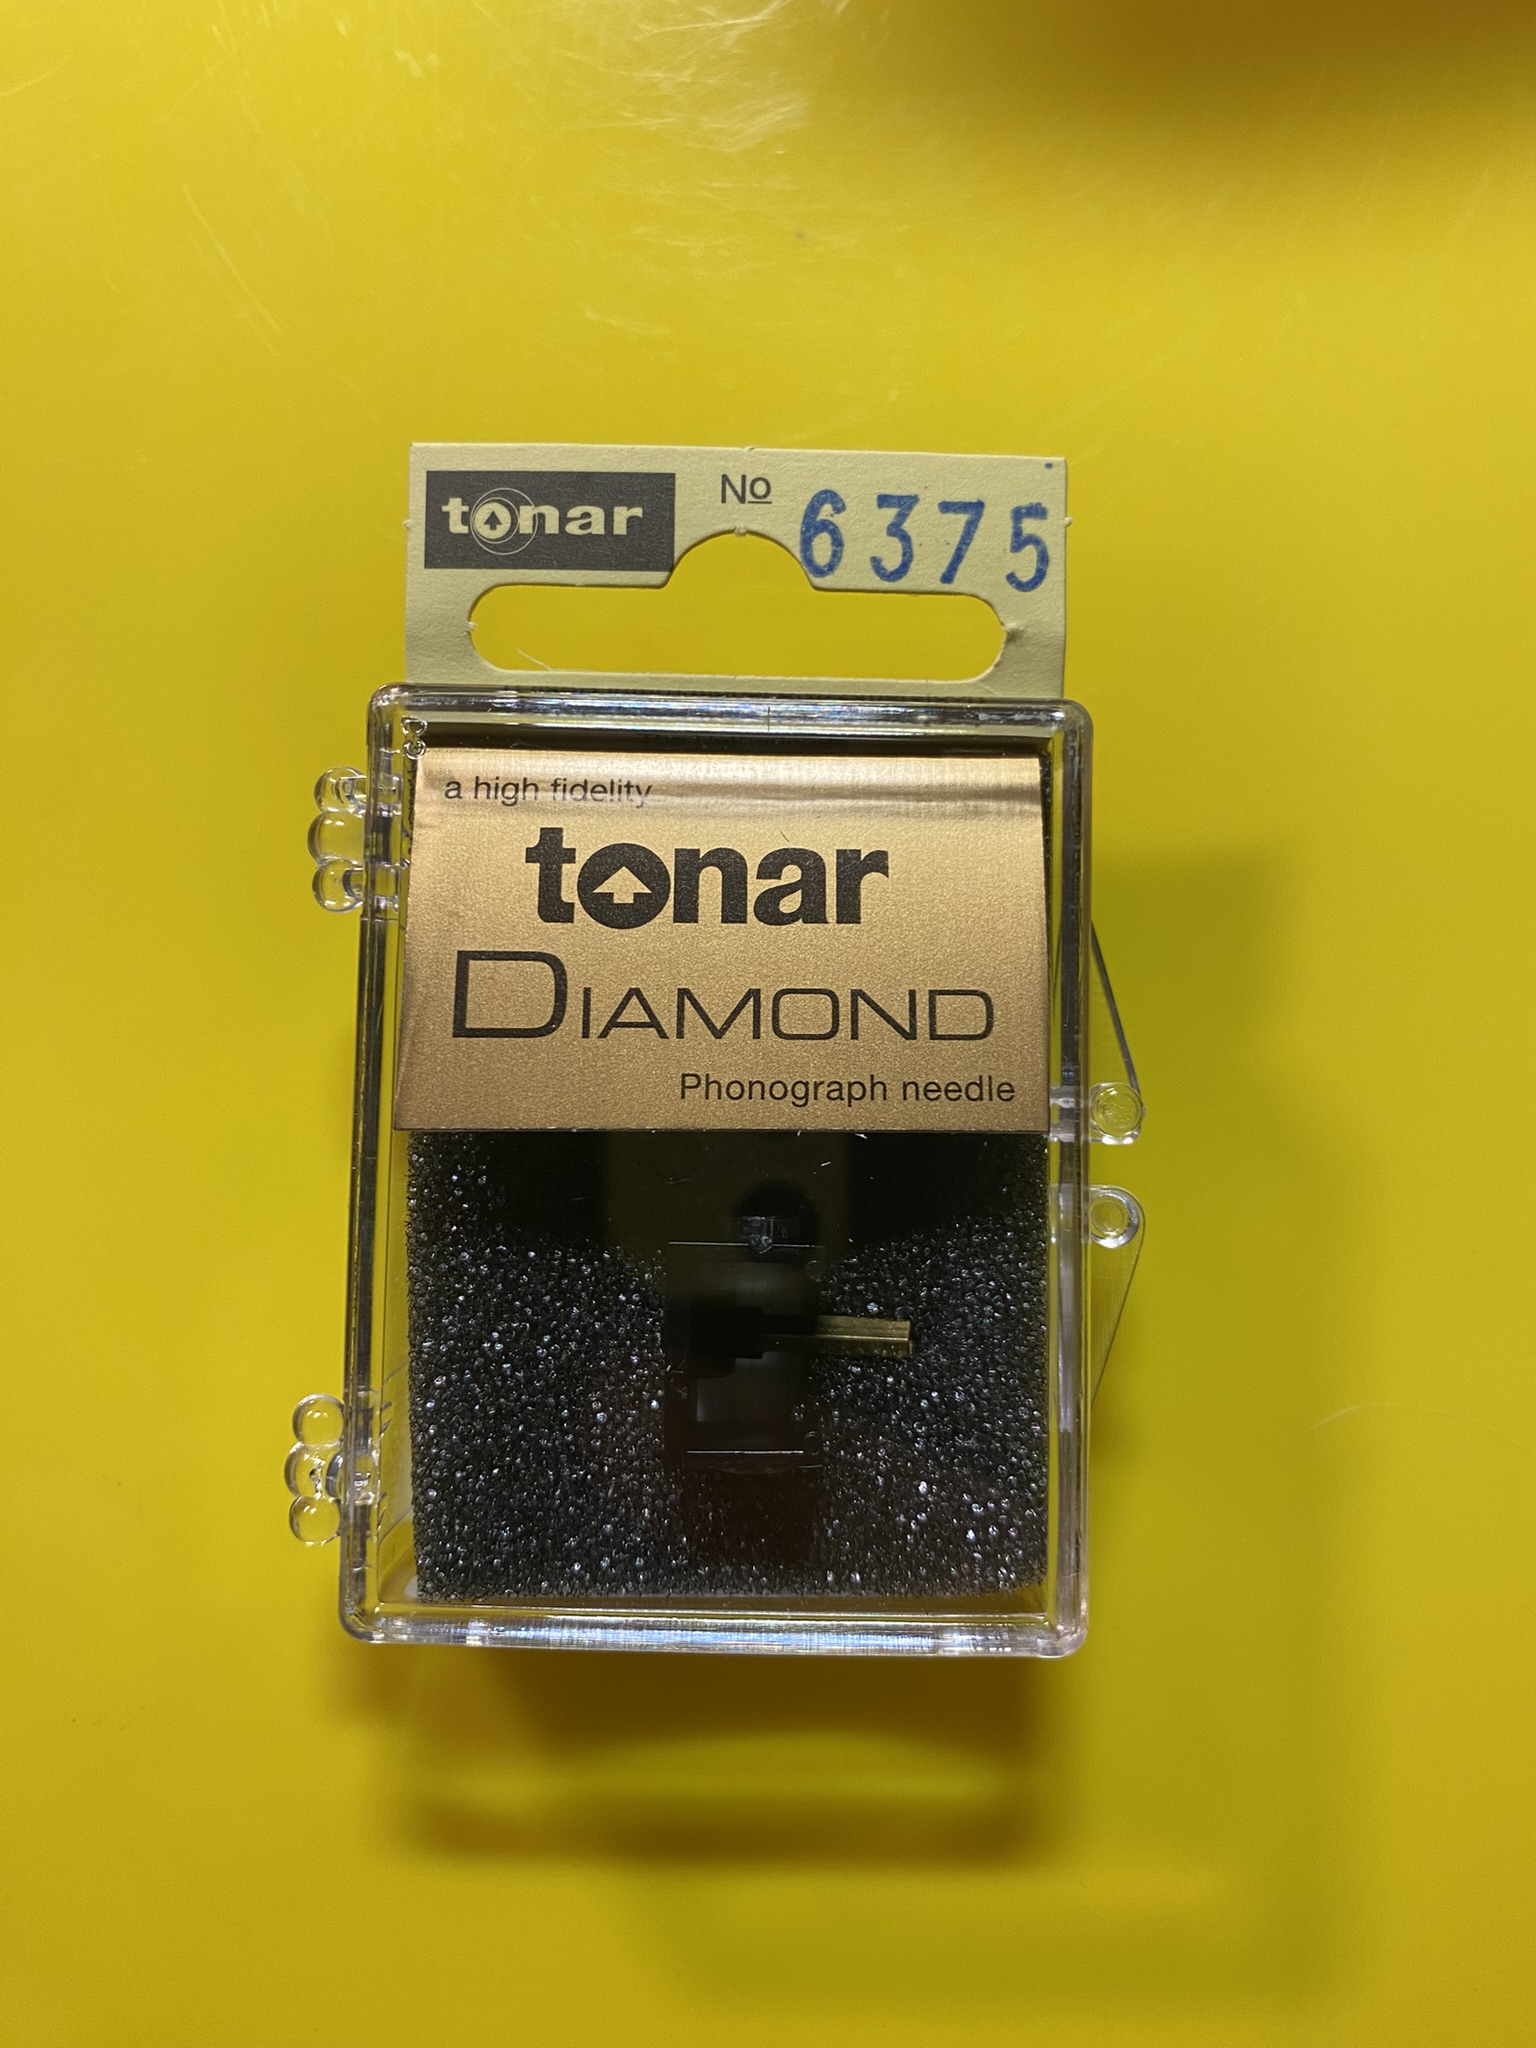 tonar
No 6375
a high fidelity
tonar
DIAMOND
Phonograph needle